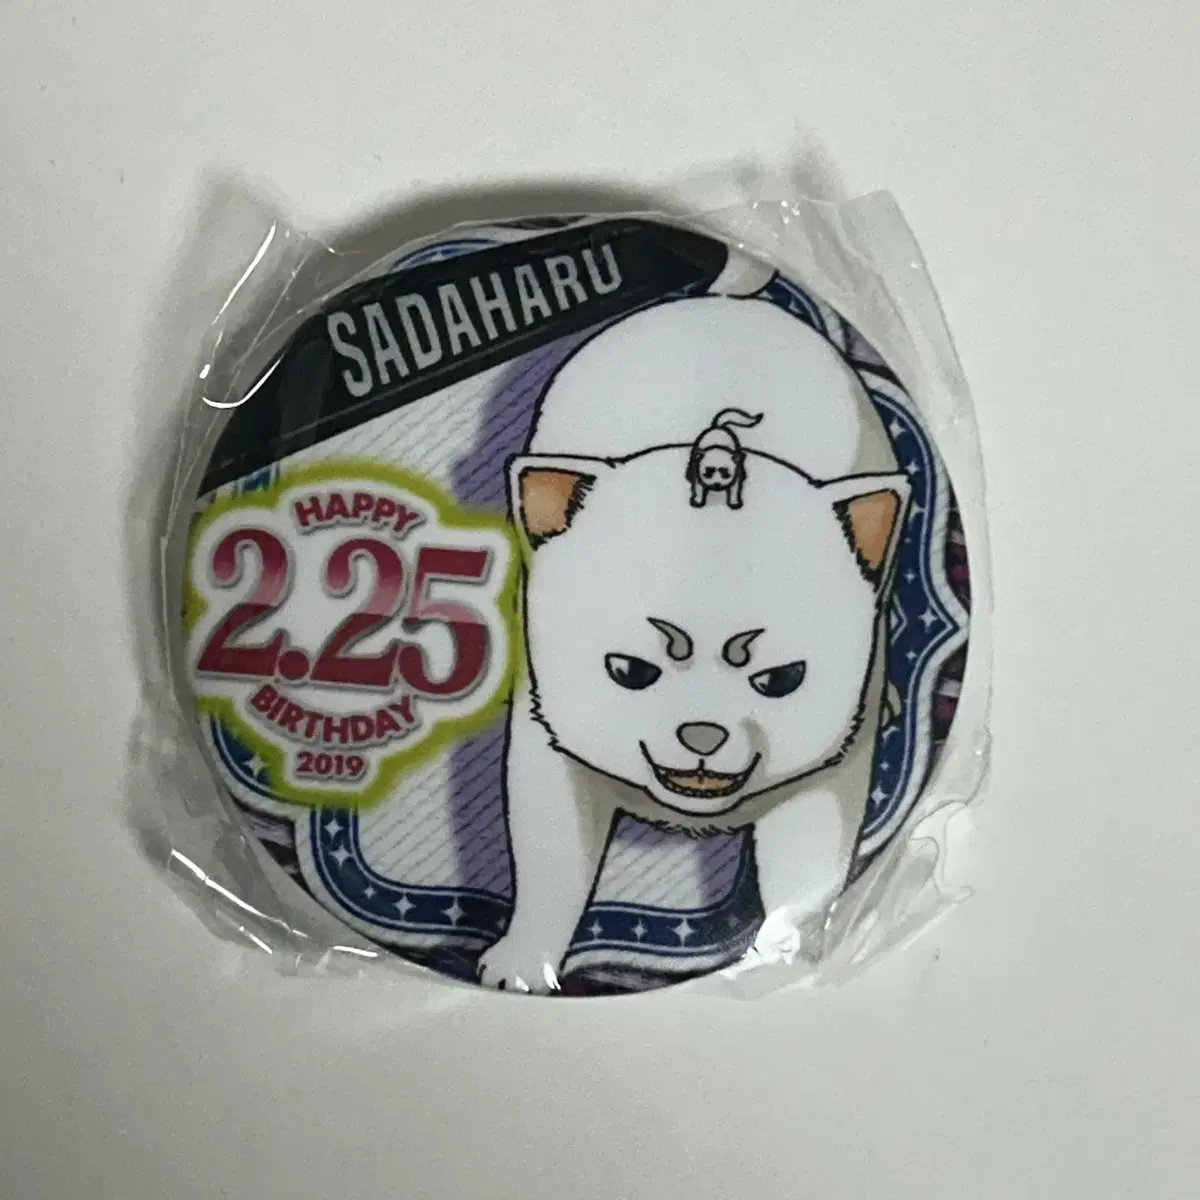 SADAHARU
HAPPY
2.25
BIRTHDAY
2019